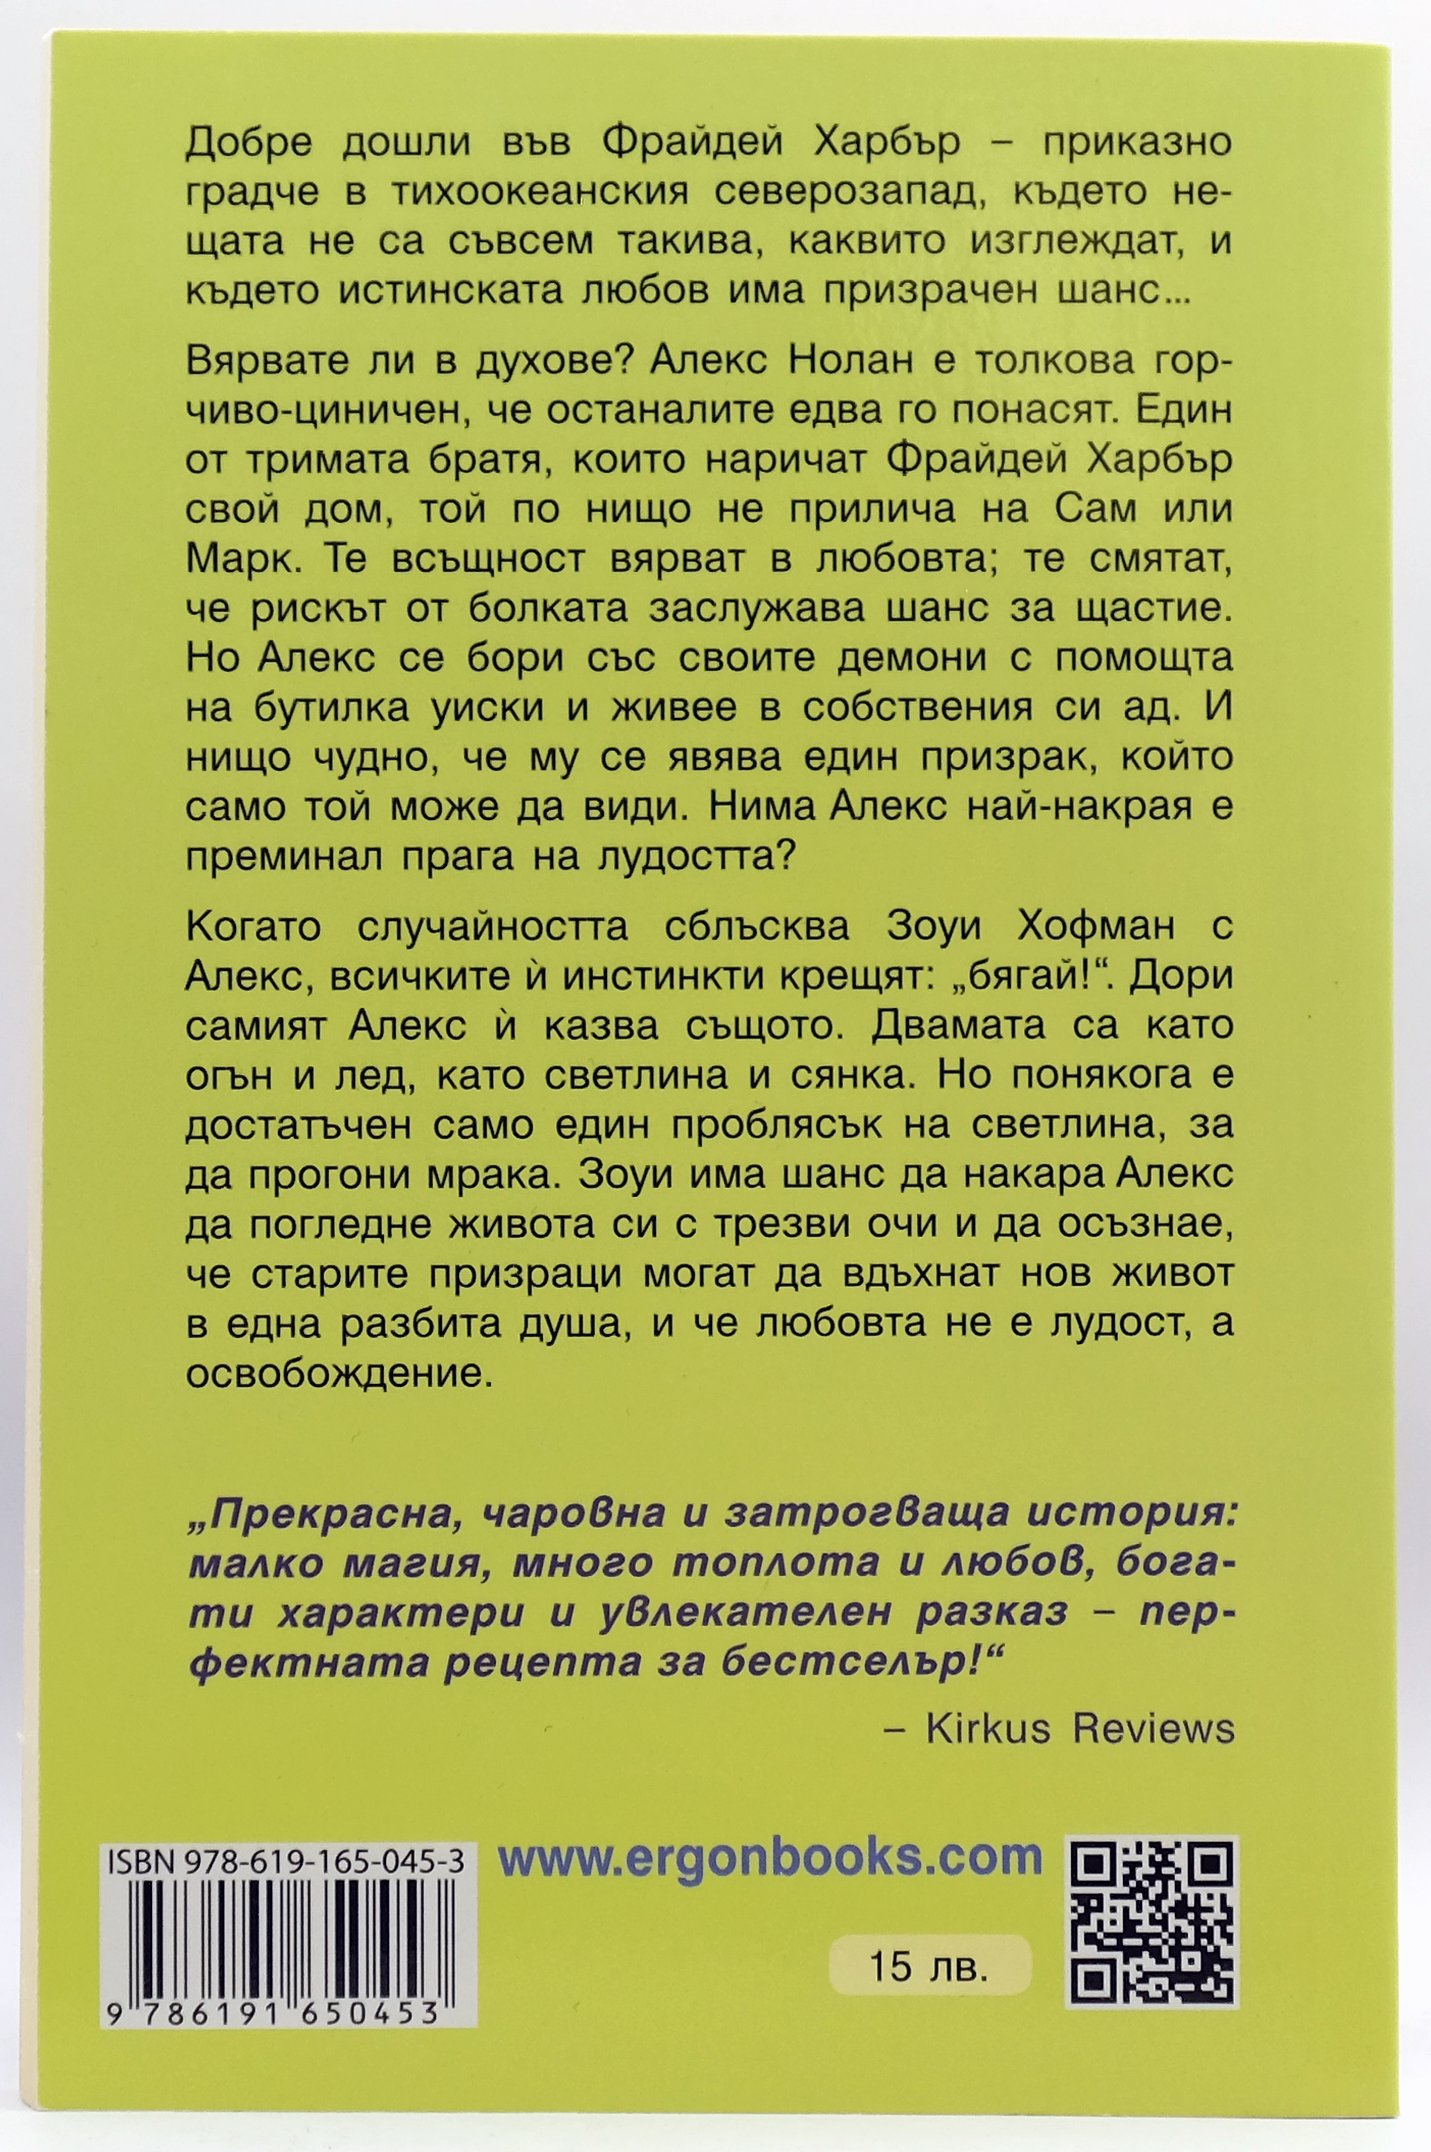 Добре дошли във Фрайдей Харбър – приказно
градче в тихоокеанския северозапад, където не-
щата не са съвсем такива, каквито изглеждат, и
където истинската любов има призрачен шанс...
Вярвате ли в духове? Алекс Нолан е толкова гор-
чиво-циничен, че останалите едва го понасят. Един
от тримата братя, които наричат Фрайдей Харбър
свой дом, той по нищо не прилича на Сам или
Марк. Те всъщност вярват в любовта; те смятат,
че рискът от болката заслужава шанс за щастие.
Но Алекс се бори със своите демони с помощта
на бутилка уиски и живее в собствения си ад. И
нищо чудно, че му се явява един призрак, който
само той може да види. Нима Алекс най-накрая е
преминал прага на лудостта?
Когато случайността сблъсква Зоуи Хофман с
Алекс, всичките ѝ инстинкти крещят: „бягай!“. Дори
самият Алекс ѝ казва същото. Двамата са като
огън и лед, като светлина и сянка. Но понякога е
достатъчен само един проблясък на светлина, за
да прогони мрака. Зоуи има шанс да накара Алекс
да погледне живота си с трезви очи и да осъзнае,
че старите призраци могат да вдъхнат нов живот
в една разбита душа, и че любовта не е лудост, а
освобождение.
„Прекрасна, чаровна и затрогваща история:
малко магия, много топлота и любов, бога-
ти характери и увлекателен разказ – пер-
фектната рецепта за бестселър!“
– Kirkus Reviews
ISBN 978-619-165-045-3
www.ergonbooks.com
15 лв.
9 786191 650453